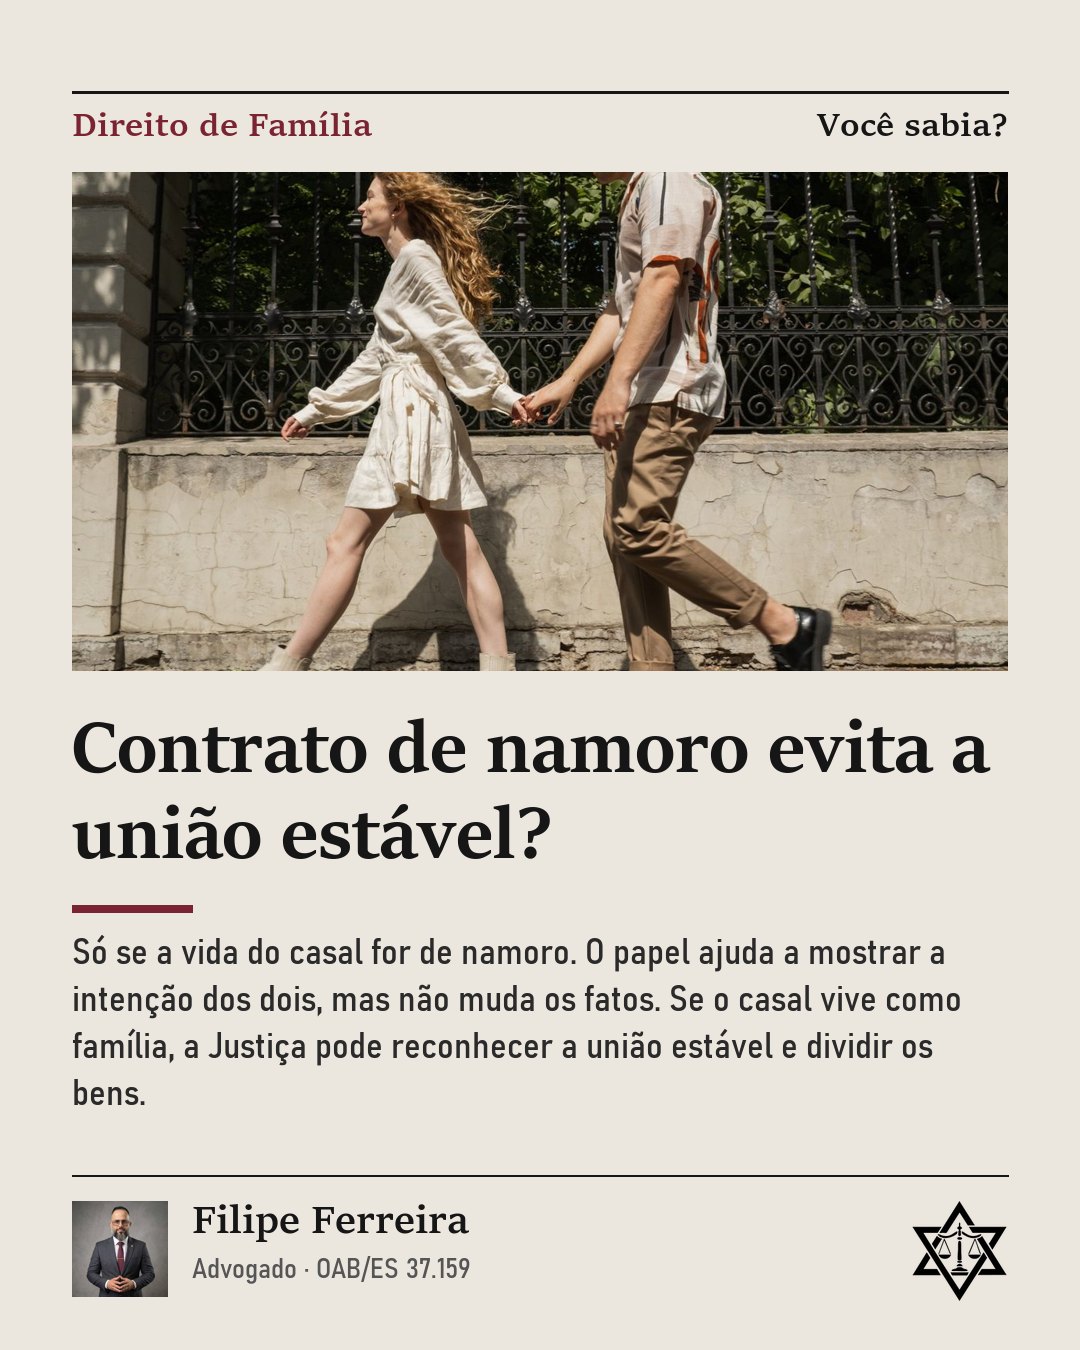 Direito de Família
Você sabia?
Contrato de namoro evita a
união estável?
Só se a vida do casal for de namoro. O papel ajuda a mostrar a
intenção dos dois, mas não muda os fatos. Se o casal vive como
família, a Justiça pode reconhecer a união estável e dividir os
bens.
Filipe Ferreira
Advogado · OAB/ES 37.159